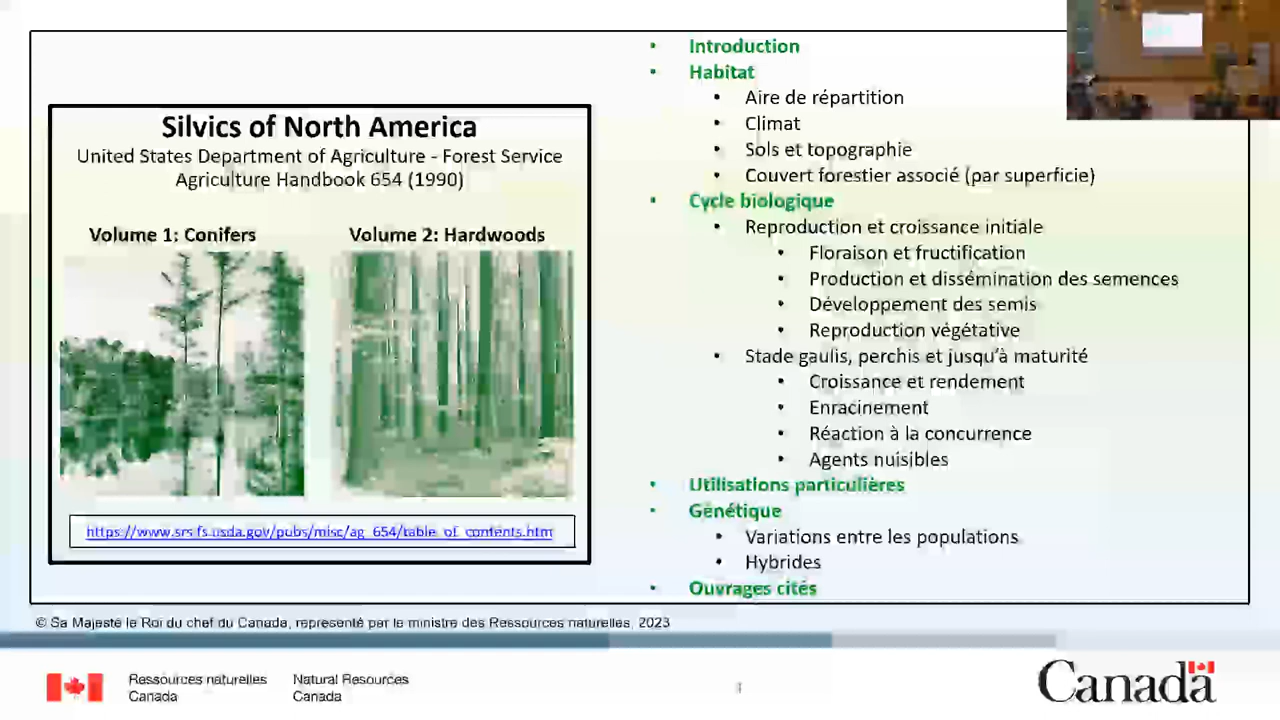 Silvics of North America
United States Department of Agriculture - Forest Service
Agriculture Handbook 654 (1990)
Volume 1: Conifers
Volume 2: Hardwoods
https://www.srs.fs.usda.gov/pubs/misc/ag_654/table_of_contents.htm
• Introduction
• Habitat
• Aire de répartition
• Climat
• Sols et topographie
• Couvert forestier associé (par superficie)
• Cycle biologique
• Reproduction et croissance initiale
• Floraison et fructification
• Production et dissémination des semences
• Développement des semis
• Reproduction végétative
• Stade gaulis, perchis et jusqu'à maturité
• Croissance et rendement
• Enracinement
• Réaction à la concurrence
• Agents nuisibles
• Utilisations particulières
• Génétique
• Variations entre les populations
• Hybrides
• Ouvrages cités
© Sa Majesté le Roi du chef du Canada, représenté par le ministre des Ressources naturelles, 2023
Ressources naturelles
Canada
Natural Resources
Canada
Canada